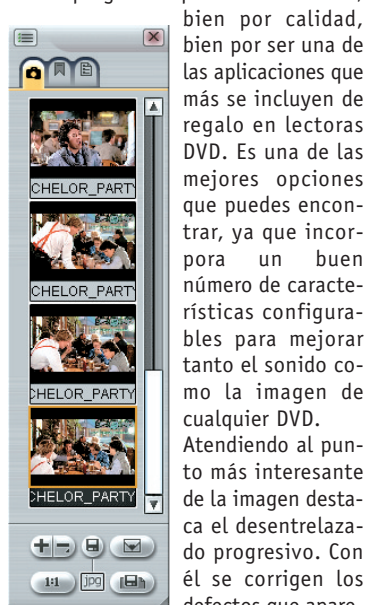 bien por calidad,
bien por ser una de
las aplicaciones que
más se incluyen de
regalo en lectoras
DVD. Es una de las
mejores opciones
que puedes encon-
trar, ya que incor-
pora un buen
número de caracte-
rísticas configura-
bles para mejorar
tanto el sonido co-
mo la imagen de
cualquier DVD.
Atendiendo al pun-
to más interesante
de la imagen desta-
ca el desentrelaza-
do progresivo. Con
él se corrigen los
defectos que apare-
CHELOR_PARTY
CHELOR_PARTY
CHELOR_PARTY
CHELOR_PARTY
1:1
jpg